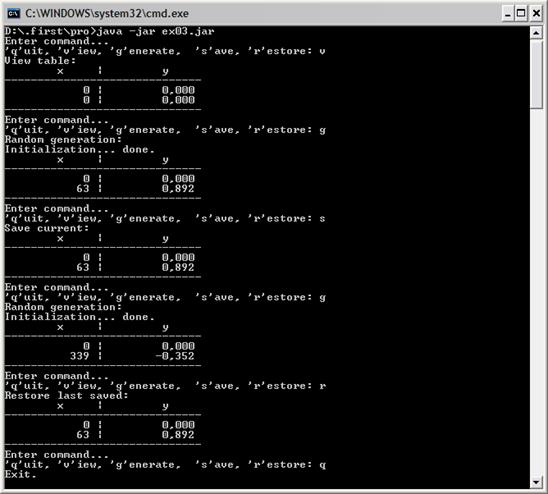 C:\WINDOWS\system32\cmd.exe
D:\.first\pro>java -jar ex03.jar
Enter command...
'q'uit, 'v'iew, 'g'enerate,  's'ave, 'r'estore: v
View table:
x ¦ y
------------------------------
0 ¦ 0,000
0 ¦ 0,000
------------------------------
Enter command...
'q'uit, 'v'iew, 'g'enerate,  's'ave, 'r'estore: g
Random generation:
Initialization... done.
x ¦ y
------------------------------
0 ¦ 0,000
63 ¦ 0,892
------------------------------
Enter command...
'q'uit, 'v'iew, 'g'enerate,  's'ave, 'r'estore: s
Save current:
x ¦ y
------------------------------
0 ¦ 0,000
63 ¦ 0,892
------------------------------
Enter command...
'q'uit, 'v'iew, 'g'enerate,  's'ave, 'r'estore: g
Random generation:
Initialization... done.
x ¦ y
------------------------------
0 ¦ 0,000
339 ¦ -0,352
------------------------------
Enter command...
'q'uit, 'v'iew, 'g'enerate,  's'ave, 'r'estore: r
Restore last saved:
x ¦ y
------------------------------
0 ¦ 0,000
63 ¦ 0,892
------------------------------
Enter command...
'q'uit, 'v'iew, 'g'enerate,  's'ave, 'r'estore: q
Exit.